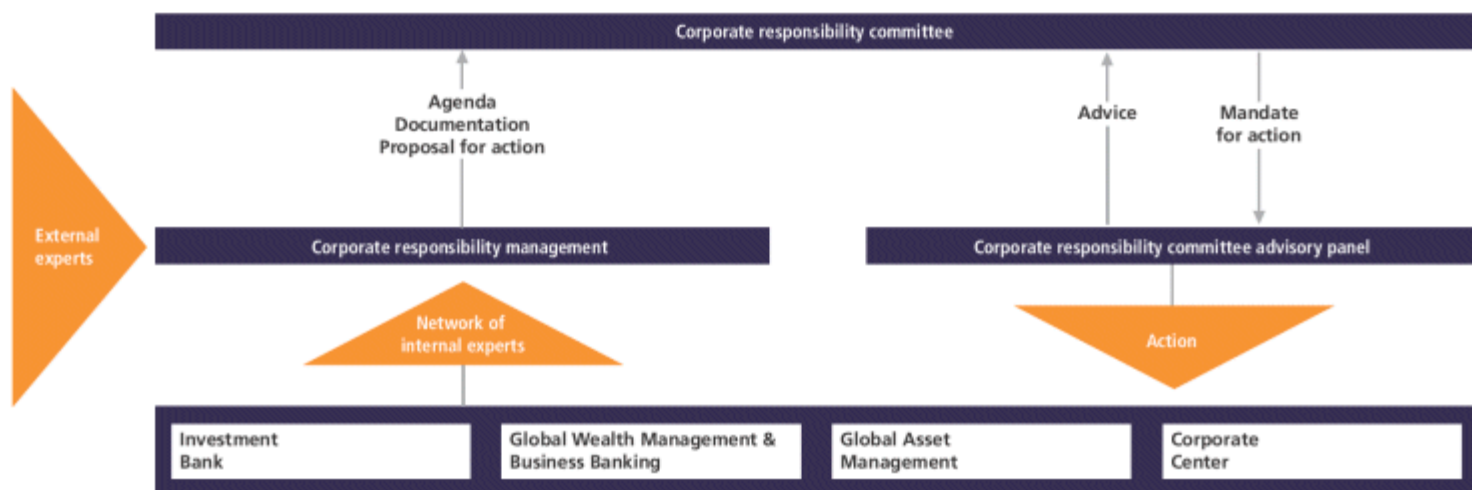 Corporate responsibility committee
Agenda
Documentation
Proposal for action
Advice
Mandate
for action
External
experts
Corporate responsibility management
Corporate responsibility committee advisory panel
Network of
internal experts
Action
Investment
Bank
Global Wealth Management &
Business Banking
Global Asset
Management
Corporate
Center